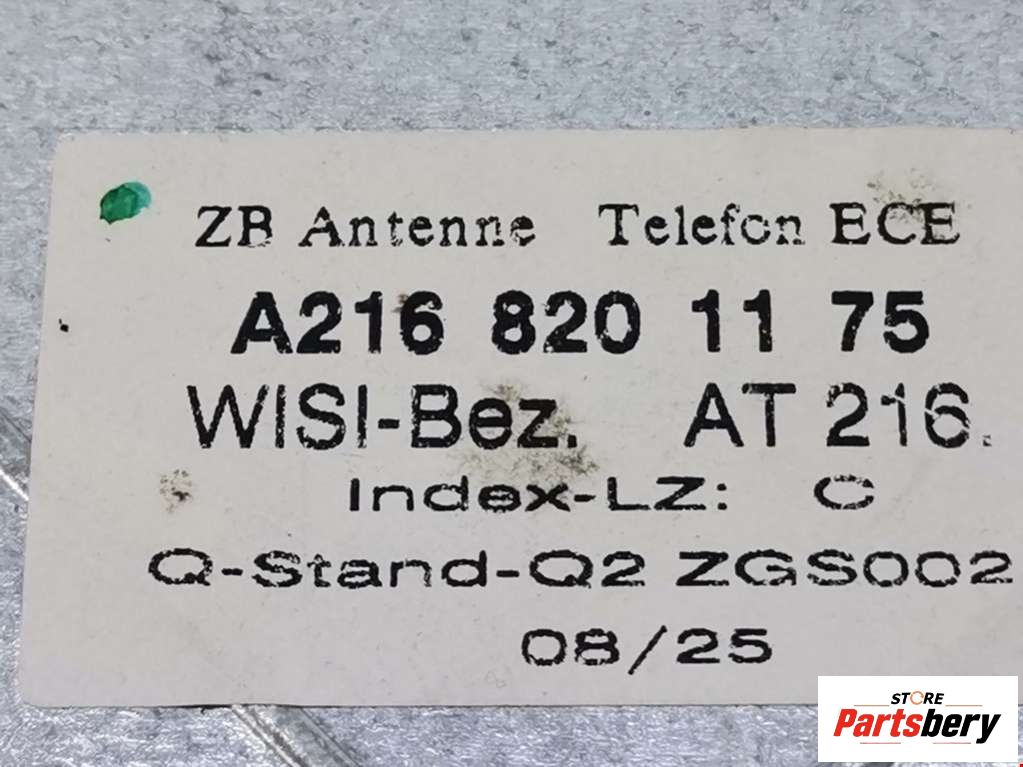 ZB Antenne Telefon ECE
A216 820 11 75
WISI-Bez. AT 216.
Index-LZ: C
Q-Stand-Q2 ZGS002
08/25
STORE
Partsbery